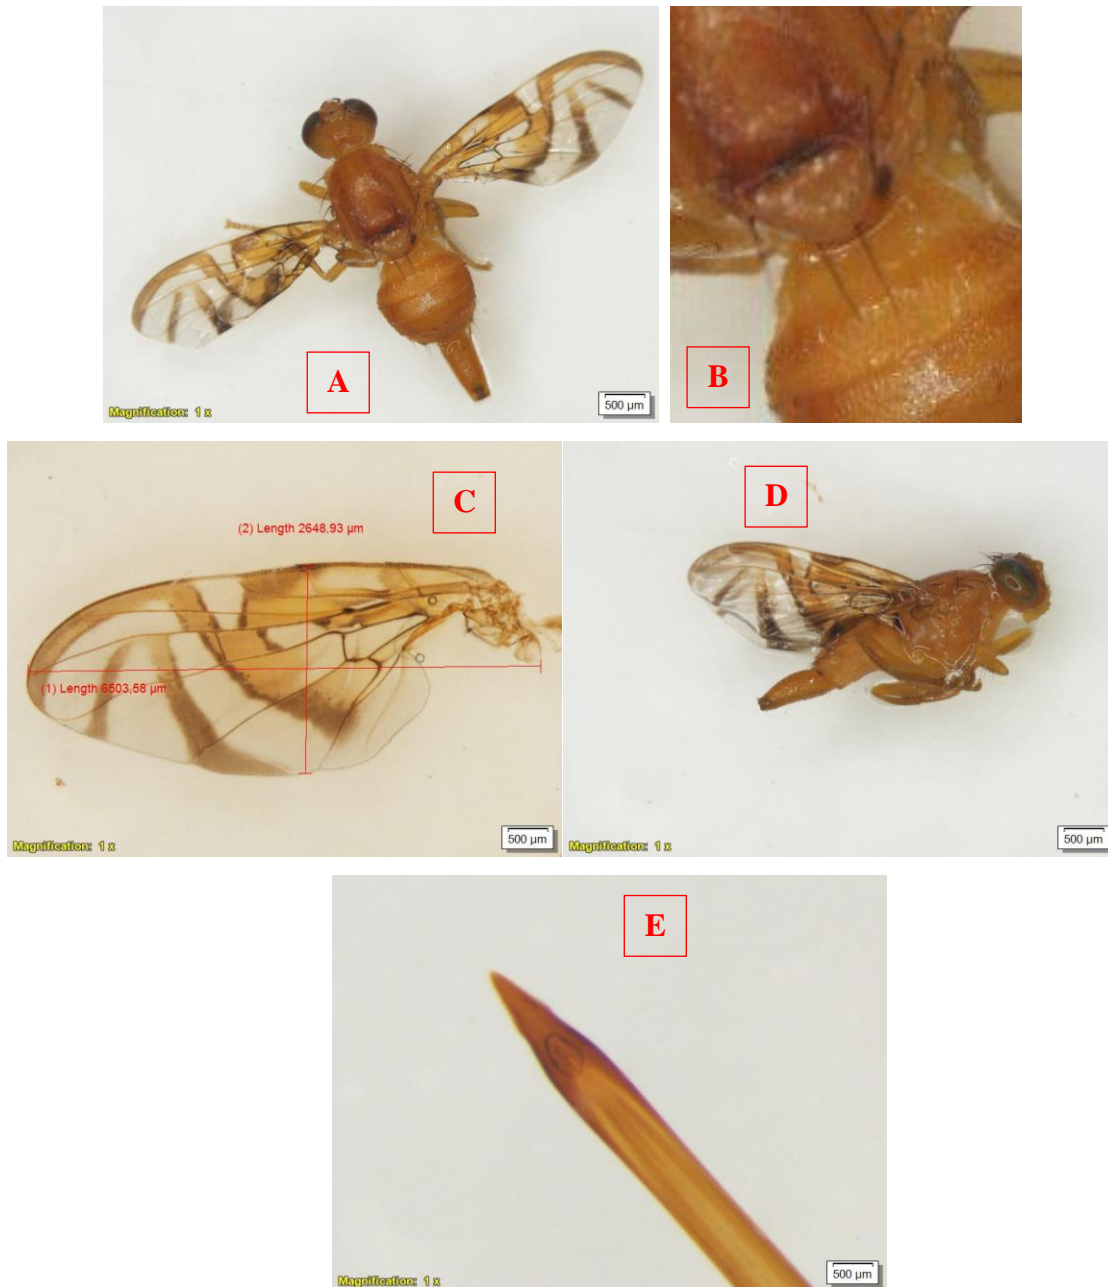 A
Magnification: 1 x
500 µm
B
C
(2) Length 2648,93 µm
(1) Length 6503,58 µm
Magnification: 1 x
500 µm
D
Magnification: 1 x
500 µm
E
Magnification: 1 x
500 µm